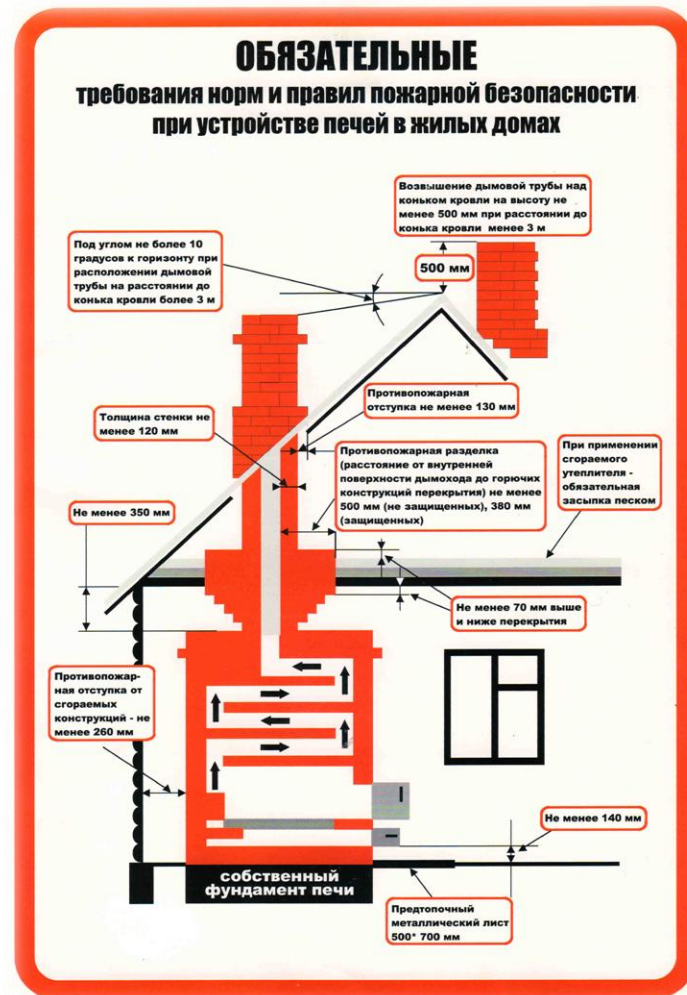 ОБЯЗАТЕЛЬНЫЕ
требования норм и правил пожарной безопасности
при устройстве печей в жилых домах
Возвышение дымовой трубы над
коньком кровли на высоту не
менее 500 мм при расстоянии до
конька кровли менее 3 м
Под углом не более 10
градусов к горизонту при
расположении дымовой
трубы на расстоянии до
конька кровли более 3 м
500 мм
Противопожарная
отступка не менее 130 мм
Толщина стенки не
менее 120 мм
Противопожарная разделка
(расстояние от внутренней
поверхности дымохода до горючих
конструкций перекрытия) не менее
500 мм (не защищенных), 380 мм
(защищенных)
При применении
сгораемого
утеплителя -
обязательная
засыпка песком
Не менее 350 мм
Не менее 70 мм выше
и ниже перекрытия
Противопожар-
ная отступка от
сгораемых
конструкций - не
менее 260 мм
Не менее 140 мм
собственный
фундамент печи
Предтопочный
металлический лист
500* 700 мм